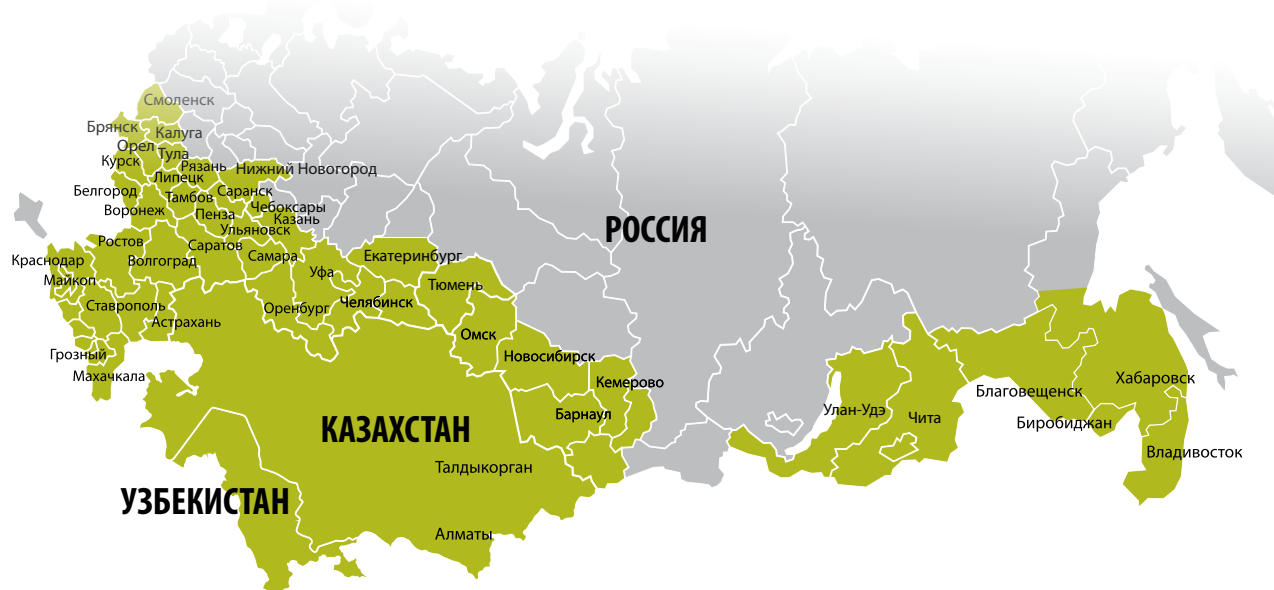 Смоленск
Брянск
Калуга
Орел
Тула
Курск
Рязань
Нижний Новогород
Липецк
Белгород
Тамбов
Саранск
Воронеж
Пенза
Чебоксары
Казань
Ульяновск
РОССИЯ
Ростов
Саратов
Краснодар
Волгоград
Самара
Екатеринбург
Майкоп
Уфа
Тюмень
Ставрополь
Оренбург
Челябинск
Астрахань
Омск
Грозный
Новосибирск
Махачкала
Кемерово
Хабаровск
Благовещенск
Барнаул
Улан-Удэ
Чита
Биробиджан
КАЗАХСТАН
Владивосток
Талдыкорган
УЗБЕКИСТАН
Алматы